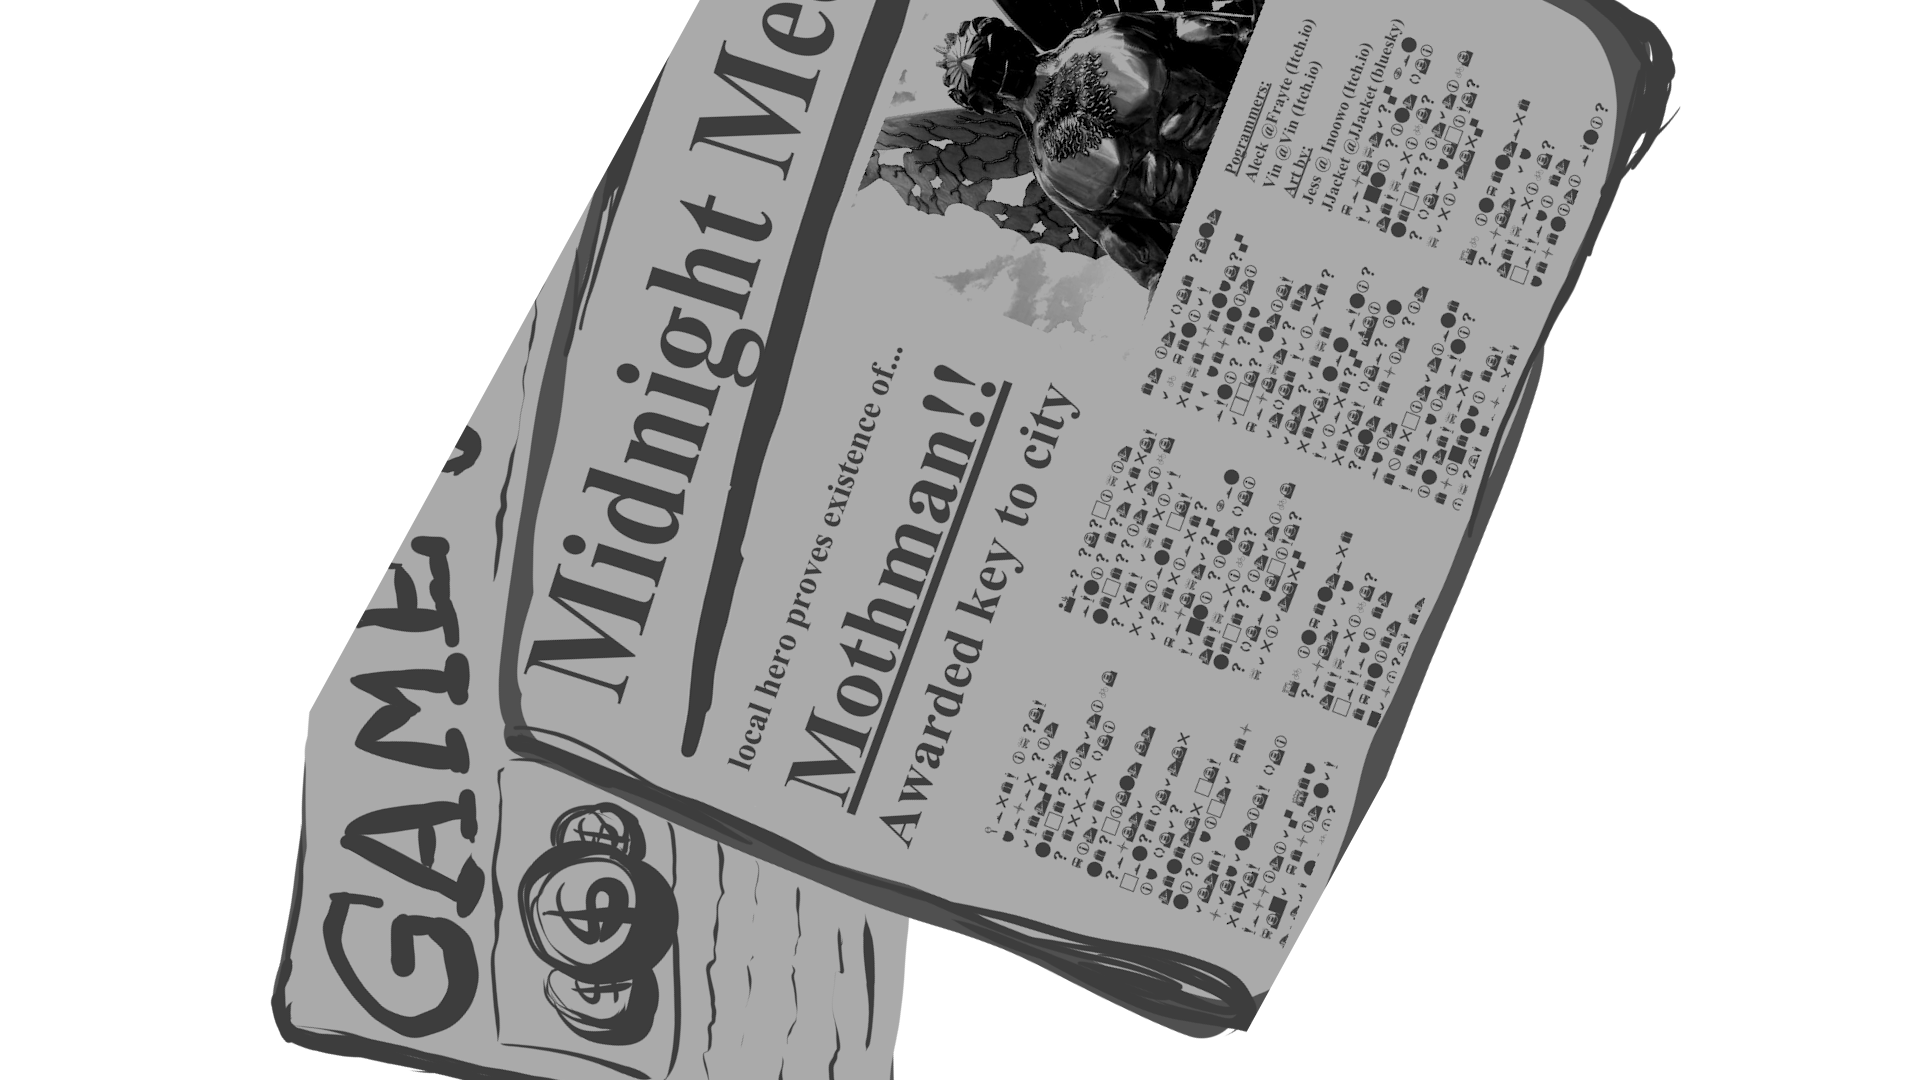 Midnight Me
local hero proves existence of...
Mothman!!
Awarded key to city
Pogrammers:
Aleck @Frayte (Itch.io)
Vin @Vin (Itch.io)
Art by:
Jess @ Inoowo (Itch.io)
JJacket @JJacket (bluesky)
GAME